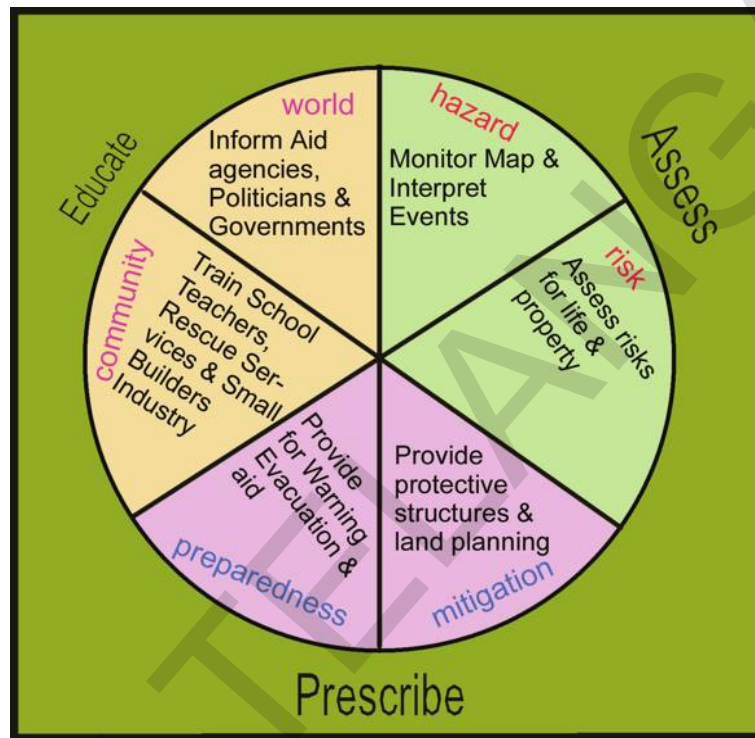 Educate
Assess
Prescribe
world
Inform Aid
agencies,
Politicians &
Governments
hazard
Monitor Map &
Interpret
Events
risk
Assess risks
for life &
property
mitigation
Provide
protective
structures &
land planning
preparedness
Provide
for Warning
Evacuation &
aid
community
Train School
Teachers,
Rescue Ser-
vices & Small
Builders
Industry
TELANG